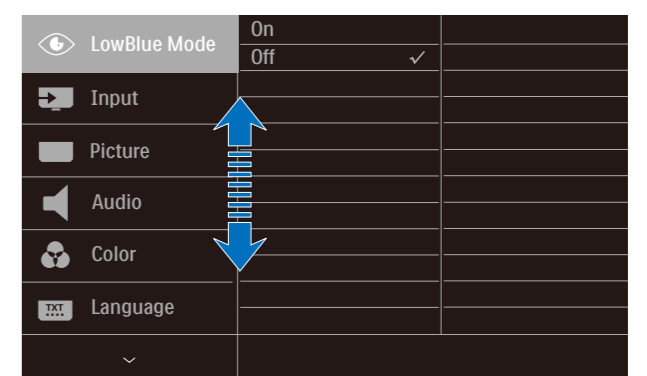 LowBlue Mode
On
Off
Input
Picture
Audio
Color
TXT
Language